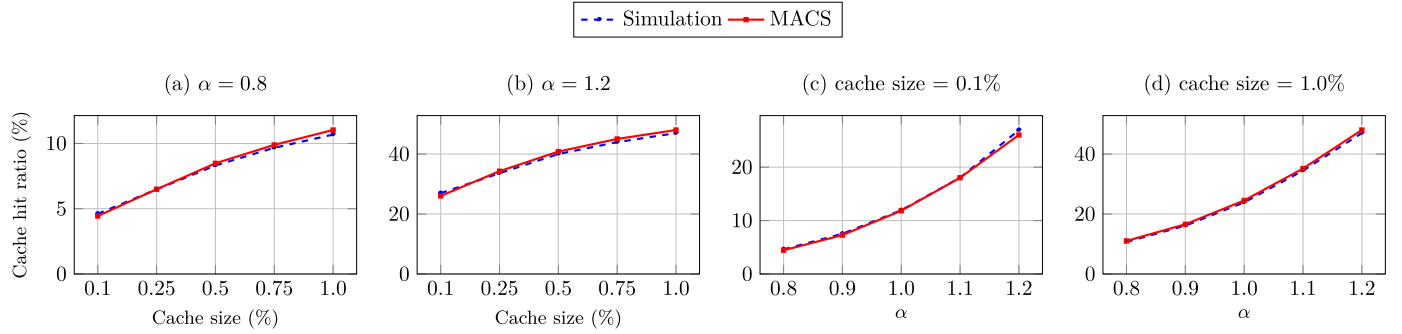 Simulation MACS
(a) α = 0.8
(b) α = 1.2
(c) cache size = 0.1%
(d) cache size = 1.0%
Cache hit ratio (%)
10
5
0
0.1 0.25 0.5 0.75 1.0
Cache size (%)
40
20
0
0.1 0.25 0.5 0.75 1.0
Cache size (%)
20
10
0
0.8 0.9 1.0 1.1 1.2
α
40
20
0
0.8 0.9 1.0 1.1 1.2
α